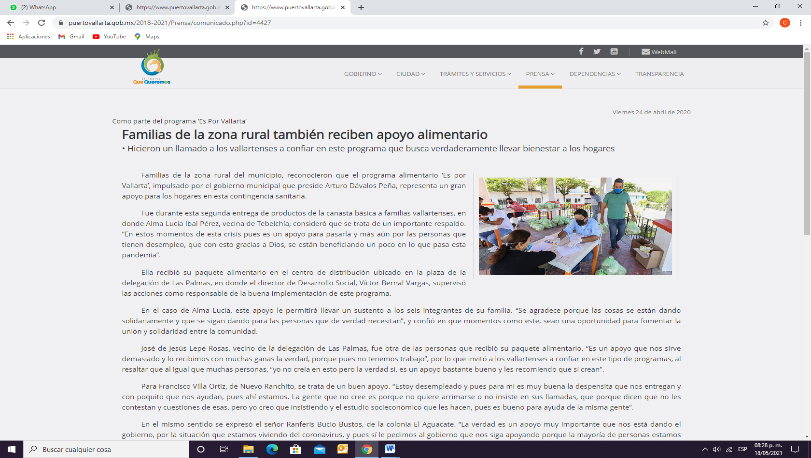 (2) WhatsApp
https://www.puertovallarta.gob.m
https://www.puertovallarta.gob.m
puertovallarta.gob.mx/2018-2021/Prensa/comunicado.php?id=4427
Aplicaciones Gmail YouTube Maps
WebMail
Qué Queremos
GOBIERNO CIUDAD TRÁMITES Y SERVICIOS PRENSA DEPENDENCIAS TRANSPARENCIA
Viernes 24 de abril de 2020
Como parte del programa 'Es Por Vallarta'
Familias de la zona rural también reciben apoyo alimentario
• Hicieron un llamado a los vallartenses a confiar en este programa que busca verdaderamente llevar bienestar a los hogares
Familias de la zona rural del municipio, reconocieron que el programa alimentario 'Es por
Vallarta', impulsado por el gobierno municipal que preside Arturo Dávalos Peña, representa un gran
apoyo para los hogares en esta contingencia sanitaria.
Fue durante esta segunda entrega de productos de la canasta básica a familias vallartenses, en
donde Alma Lucía Ibal Pérez, vecina de Tebelchía, consideró que se trata de un importante respaldo.
"En estos momentos de esta crisis pues es un apoyo para pasarla y más aún por las personas que
tienen desempleo, que con esto gracias a Dios, se están beneficiando un poco en lo que pasa esta
pandemia".
Ella recibió su paquete alimentario en el centro de distribución ubicado en la plaza de la
delegación de Las Palmas, en donde el director de Desarrollo Social, Víctor Bernal Vargas, supervisó
las acciones como responsable de la buena implementación de este programa.
En el caso de Alma Lucía, este apoyo le permitirá llevar un sustento a los seis integrantes de su familia. "Se agradece porque las cosas se están dando
solidariamente y que se sigan dando para las personas que de verdad necesitan", y confió en que momentos como este, sean una oportunidad para fomentar la
unión y solidaridad entre la comunidad.
José de Jesús Lepe Rosas, vecino de la delegación de Las Palmas, fue otra de las personas que recibió su paquete alimentario. "Es un apoyo que nos sirve
demasiado y lo recibimos con muchas ganas la verdad, porque pues no tenemos trabajo", por lo que invitó a los vallartenses a confiar en este tipo de programas, al
resaltar que al igual que muchas personas, "yo no creía en esto pero la verdad sí, es un apoyo bastante bueno y les recomiendo que sí crean".
Para Francisco Villa Ortiz, de Nuevo Ranchito, se trata de un buen apoyo. "Estoy desempleado y pues para mí es muy buena la despensita que nos entregan y
con poquito que nos ayudan, pues ahí estamos. La gente que no cree es porque no quiere arrimarse o no insiste en sus llamadas, que porque dicen que no les
contestan y cuestiones de esas, pero yo creo que insistiendo y el estudio socioeconómico que les hacen, pues es bueno para ayuda de la misma gente".
En el mismo sentido se expresó el señor Ranferis Bucio Bustos, de la colonia El Aguacate. "La verdad es un apoyo muy importante que nos está dando el
gobierno, por la situación que estamos viviendo del coronavirus, y pues sí le pedimos al gobierno que nos siga apoyando porque la mayoría de personas estamos
Buscar cualquier cosa
ESP
08:28 p. m.
18/05/2021